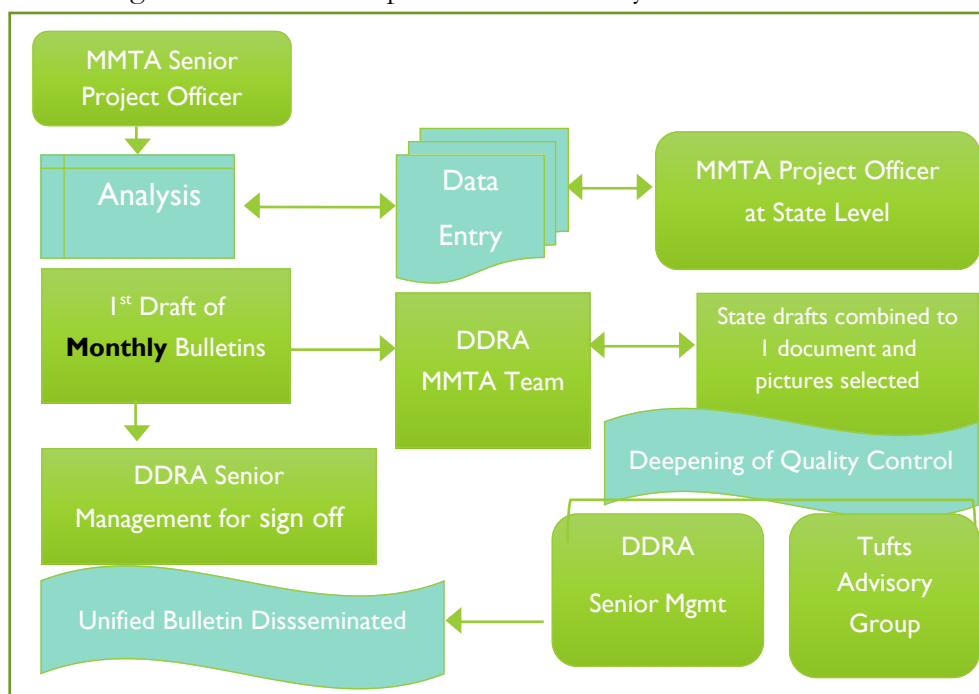 MMTA Senior
Project Officer
Analysis
Data
Entry
MMTA Project Officer
at State Level
1st Draft of
Monthly Bulletins
DDRA
MMTA Team
State drafts combined to
1 document and
pictures selected
Deepening of Quality Control
DDRA Senior
Management for sign off
DDRA
Senior Mgmt
Tufts
Advisory
Group
Unified Bulletin Dissseminated